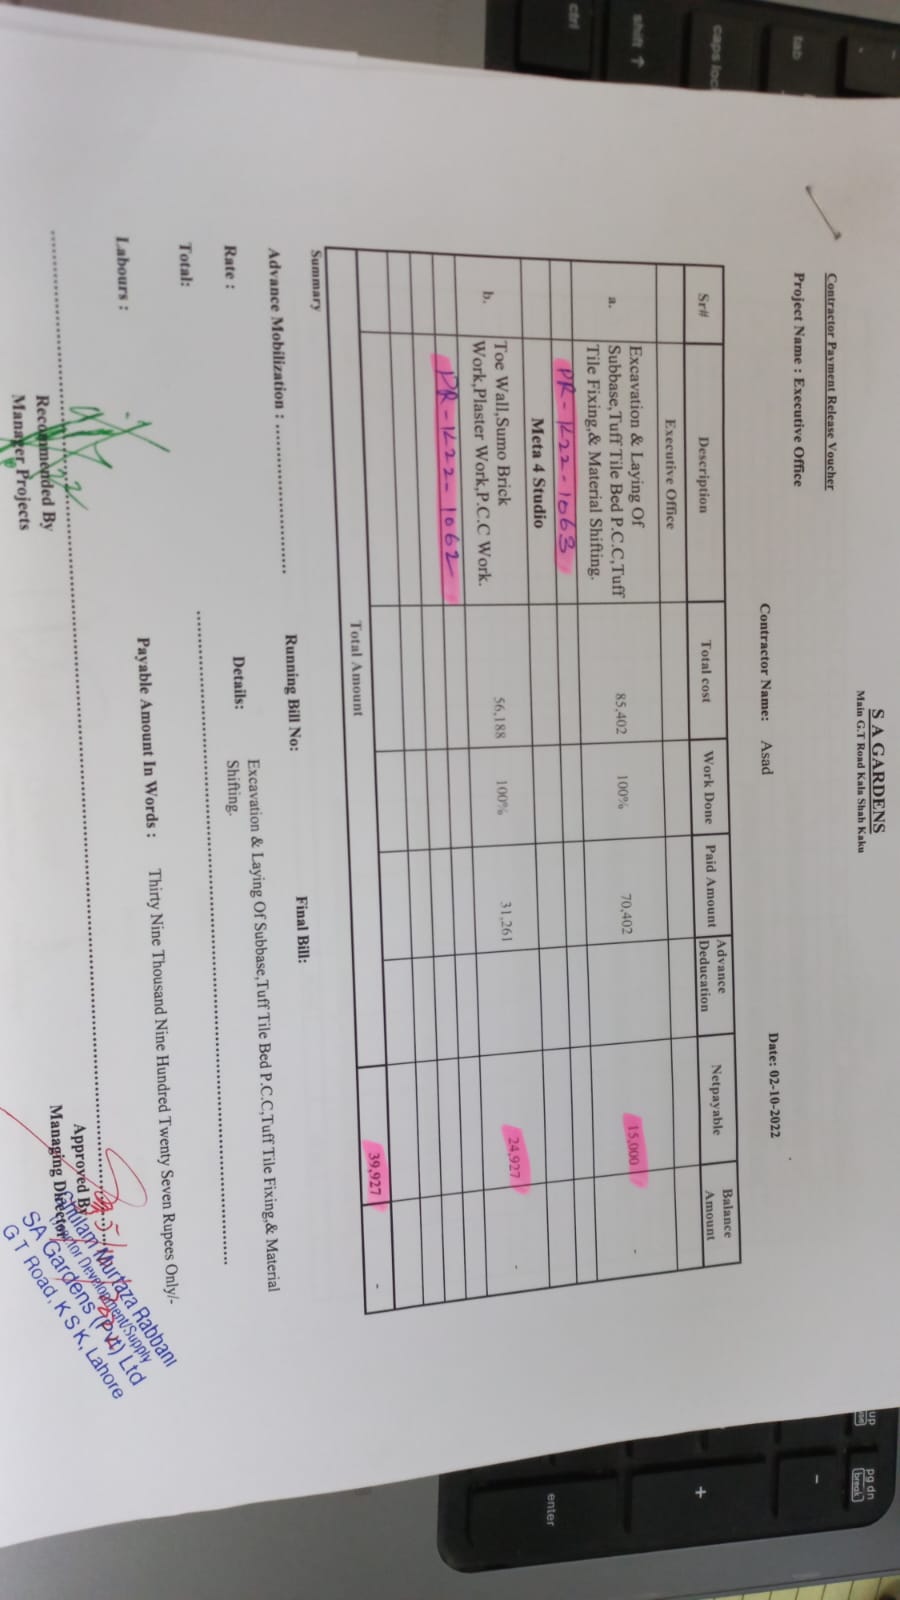 S A GARDENS
Main G.T Road Kala Shah Kaku
Contractor Payment Release Voucher
Project Name : Executive Office Contractor Name: Asad Date: 02-10-2022
Sr# Description Total cost Work Done Paid Amount Advance Deducation Netpayable Balance Amount
Executive Office
a. Excavation & Laying Of Subbase,Tuff Tile Bed P.C.C,Tuff Tile Fixing,& Material Shifting. 85,402 100% 70,402 15,000 -
PR-1222-1063
Meta 4 Studio
b. Toe Wall,Sumo Brick Work,Plaster Work,P.C.C Work. 56,188 100% 31,261 24,927 -
PR-1222-1062
Total Amount 39,927 -
Summary
Advance Mobilization : Running Bill No: Final Bill:
Rate : Details: Excavation & Laying Of Subbase,Tuff Tile Bed P.C.C,Tuff Tile Fixing,& Material
Shifting.
Total:
Labours : Payable Amount In Words : Thirty Nine Thousand Nine Hundred Twenty Seven Rupees Only/-
Recommended By
Manager Projects
Approved By
Managing Director
Ghulam Murtaza Rabbani
Director Development/Supply
SA Gardens (Pvt) Ltd
G T Road, K S K, Lahore
tab
caps loc
shift
ctrl
up
pg dn
break
+
-
enter